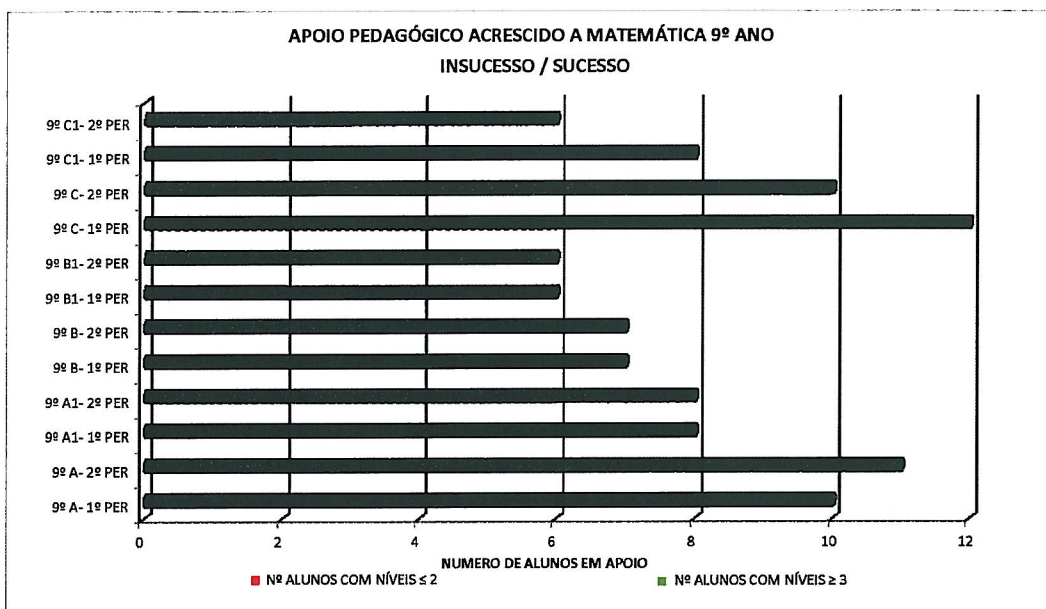 APOIO PEDAGÓGICO ACRESCIDO A MATEMÁTICA 9º ANO
INSUCESSO / SUCESSO
9º C1- 2º PER
9º C1- 1º PER
9º C- 2º PER
9º C- 1º PER
9º B1- 2º PER
9º B1- 1º PER
9º B- 2º PER
9º B- 1º PER
9º A1- 2º PER
9º A1- 1º PER
9º A- 2º PER
9º A- 1º PER
0 2 4 6 8 10 12
NUMERO DE ALUNOS EM APOIO
Nº ALUNOS COM NÍVEIS ≤ 2 Nº ALUNOS COM NÍVEIS ≥ 3